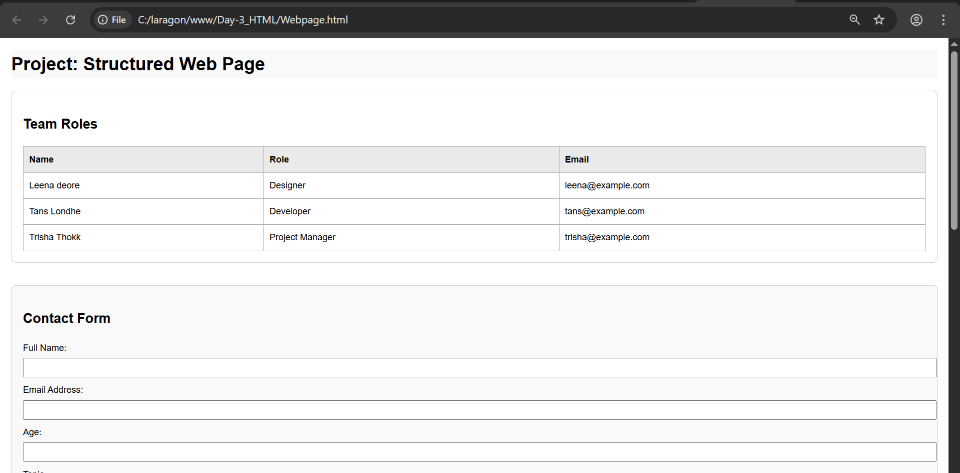 File C:/laragon/www/Day-3_HTML/Webpage.html
Project: Structured Web Page
Team Roles
Name Role Email
Leena deore Designer leena@example.com
Tans Londhe Developer tans@example.com
Trisha Thokk Project Manager trisha@example.com
Contact Form
Full Name:
Email Address:
Age: